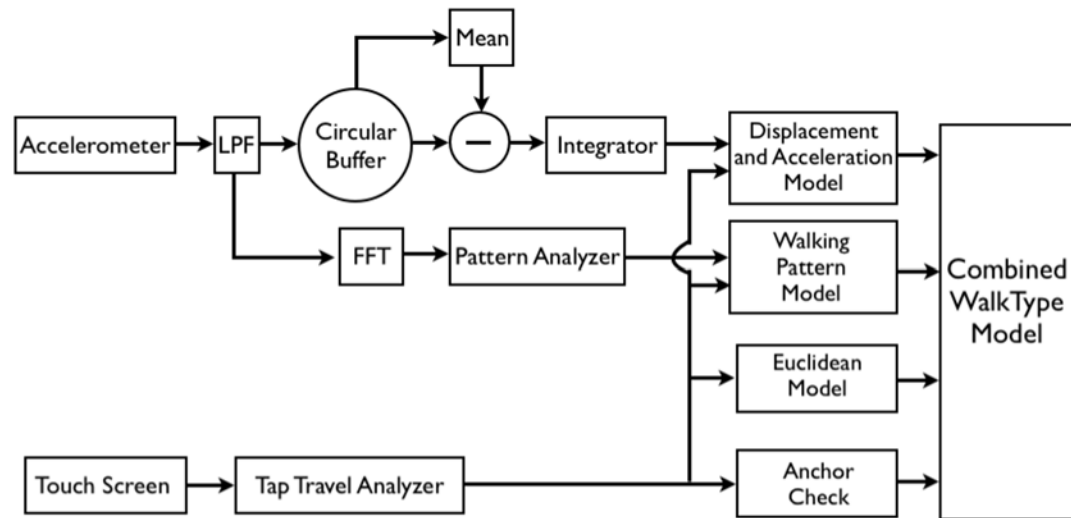 Mean
Accelerometer
LPF
Circular
Buffer
−
Integrator
Displacement
and Acceleration
Model
FFT
Pattern Analyzer
Walking
Pattern
Model
Combined
WalkType
Model
Euclidean
Model
Touch Screen
Tap Travel Analyzer
Anchor
Check